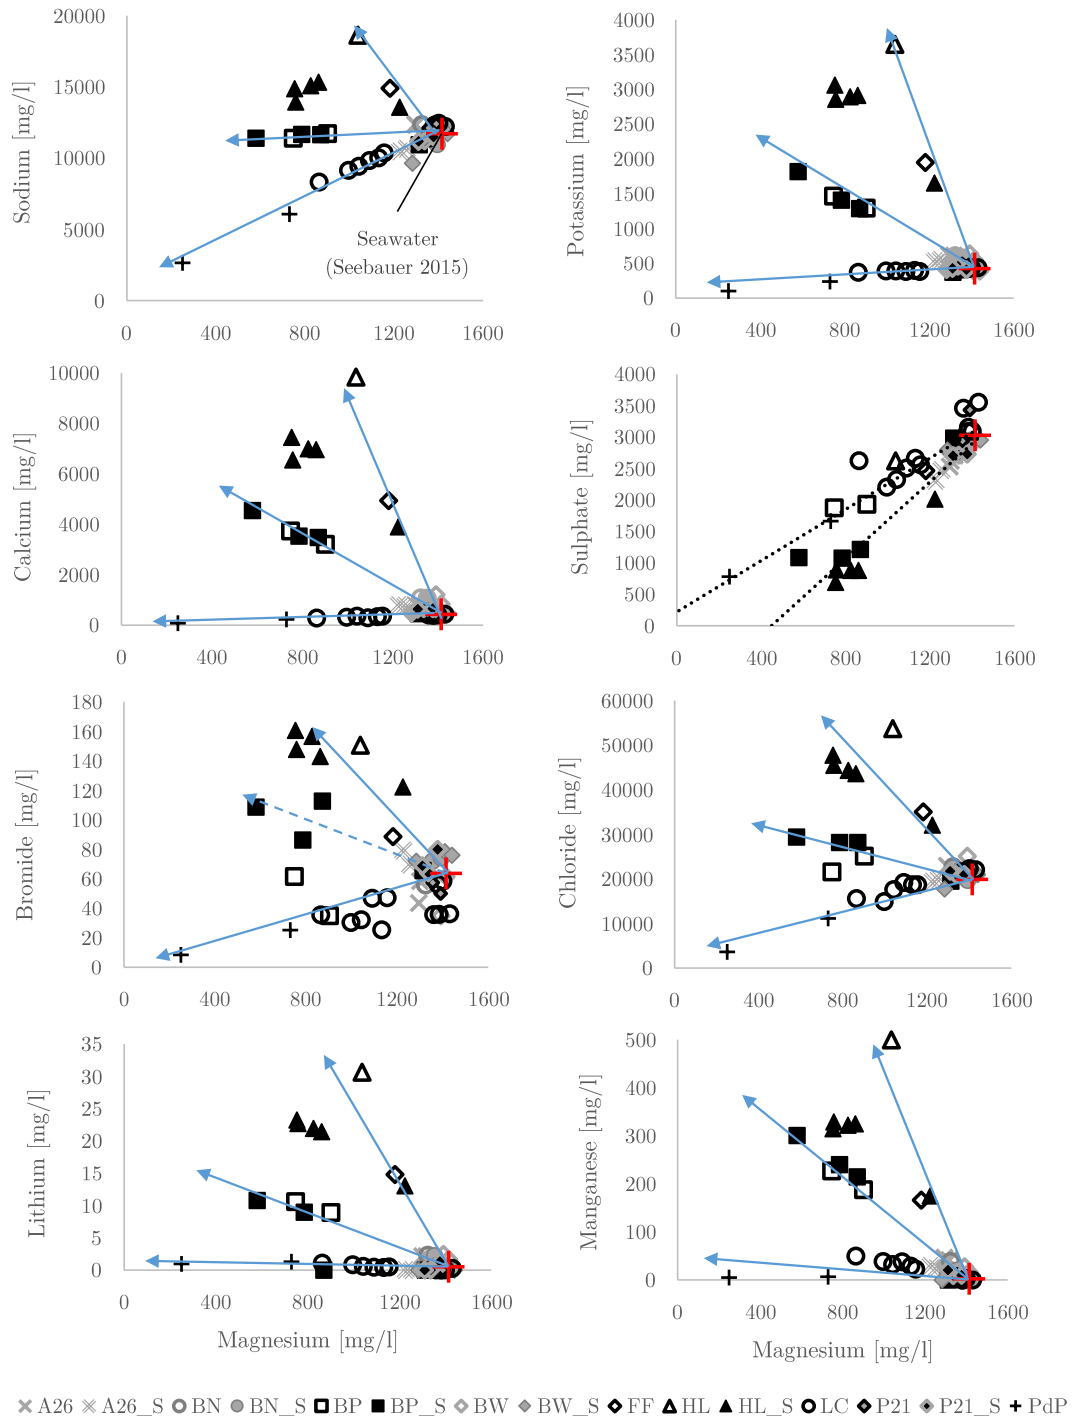 20000
15000
10000
5000
0
Sodium [mg/l]
Seawater
(Seebauer 2015)
0 400 800 1200 1600
4000
3500
3000
2500
2000
1500
1000
500
0
Potassium [mg/l]
0 400 800 1200 1600
10000
8000
6000
4000
2000
0
Calcium [mg/l]
0 400 800 1200 1600
4000
3500
3000
2500
2000
1500
1000
500
0
Sulphate [mg/l]
0 400 800 1200 1600
180
160
140
120
100
80
60
40
20
0
Bromide [mg/l]
0 400 800 1200 1600
60000
50000
40000
30000
20000
10000
0
Chloride [mg/l]
0 400 800 1200 1600
35
30
25
20
15
10
5
0
Lithium [mg/l]
0 400 800 1200 1600
Magnesium [mg/l]
500
400
300
200
100
0
Manganese [mg/l]
0 400 800 1200 1600
Magnesium [mg/l]
A26 A26_S BN BN_S BP BP_S BW BW_S FF HL HL_S LC P21 P21_S PdP